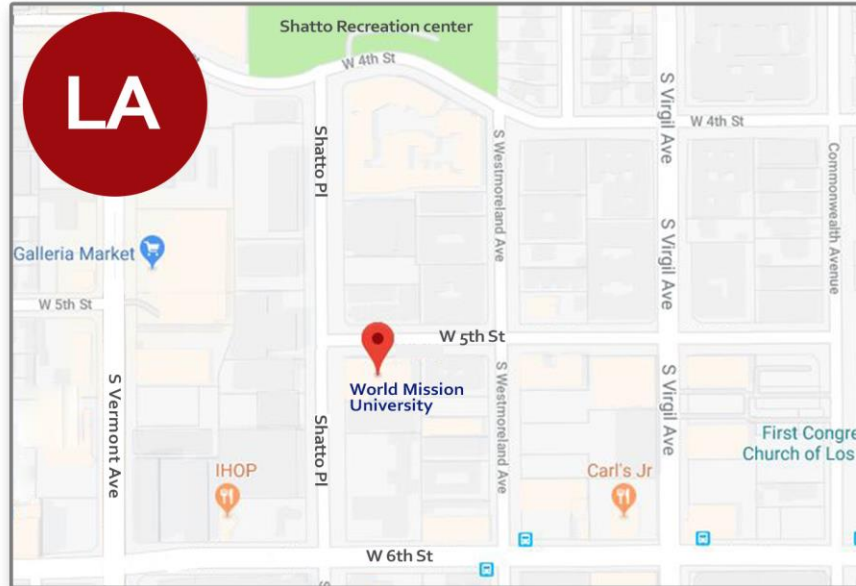 Shatto Recreation center
LA
W 4th St
W 4th St
S Virgil Ave
Shatto Pl
S Westmoreland Ave
Commonwealth Avenue
Galleria Market
S Virgil Ave
W 5th St
W 5th St
World Mission
University
S Vermont Ave
Shatto Pl
S Westmoreland Ave
S Virgil Ave
First Congre
Church of Los
IHOP
Carl's Jr
W 6th St